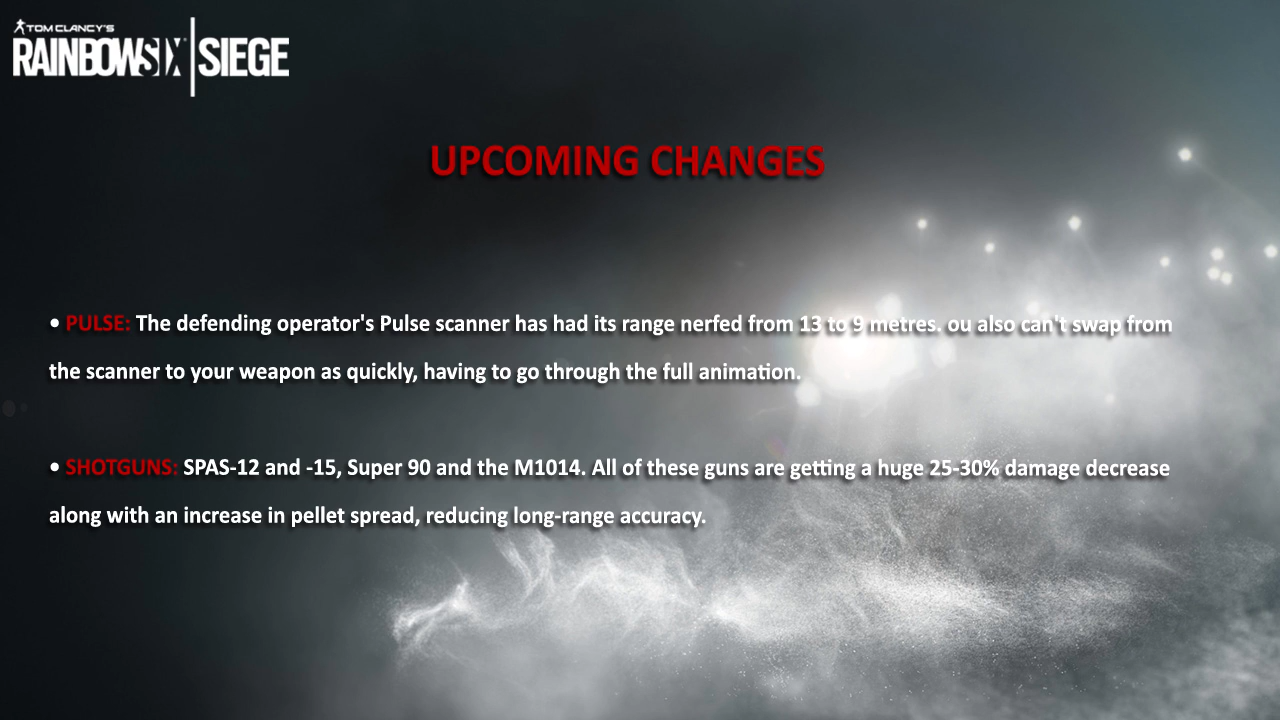 TOM CLANCY'S
RAINBOWSIX | SIEGE
UPCOMING CHANGES
• PULSE: The defending operator's Pulse scanner has had its range nerfed from 13 to 9 metres. ou also can't swap from
the scanner to your weapon as quickly, having to go through the full animation.
• SHOTGUNS: SPAS-12 and -15, Super 90 and the M1014. All of these guns are getting a huge 25-30% damage decrease
along with an increase in pellet spread, reducing long-range accuracy.